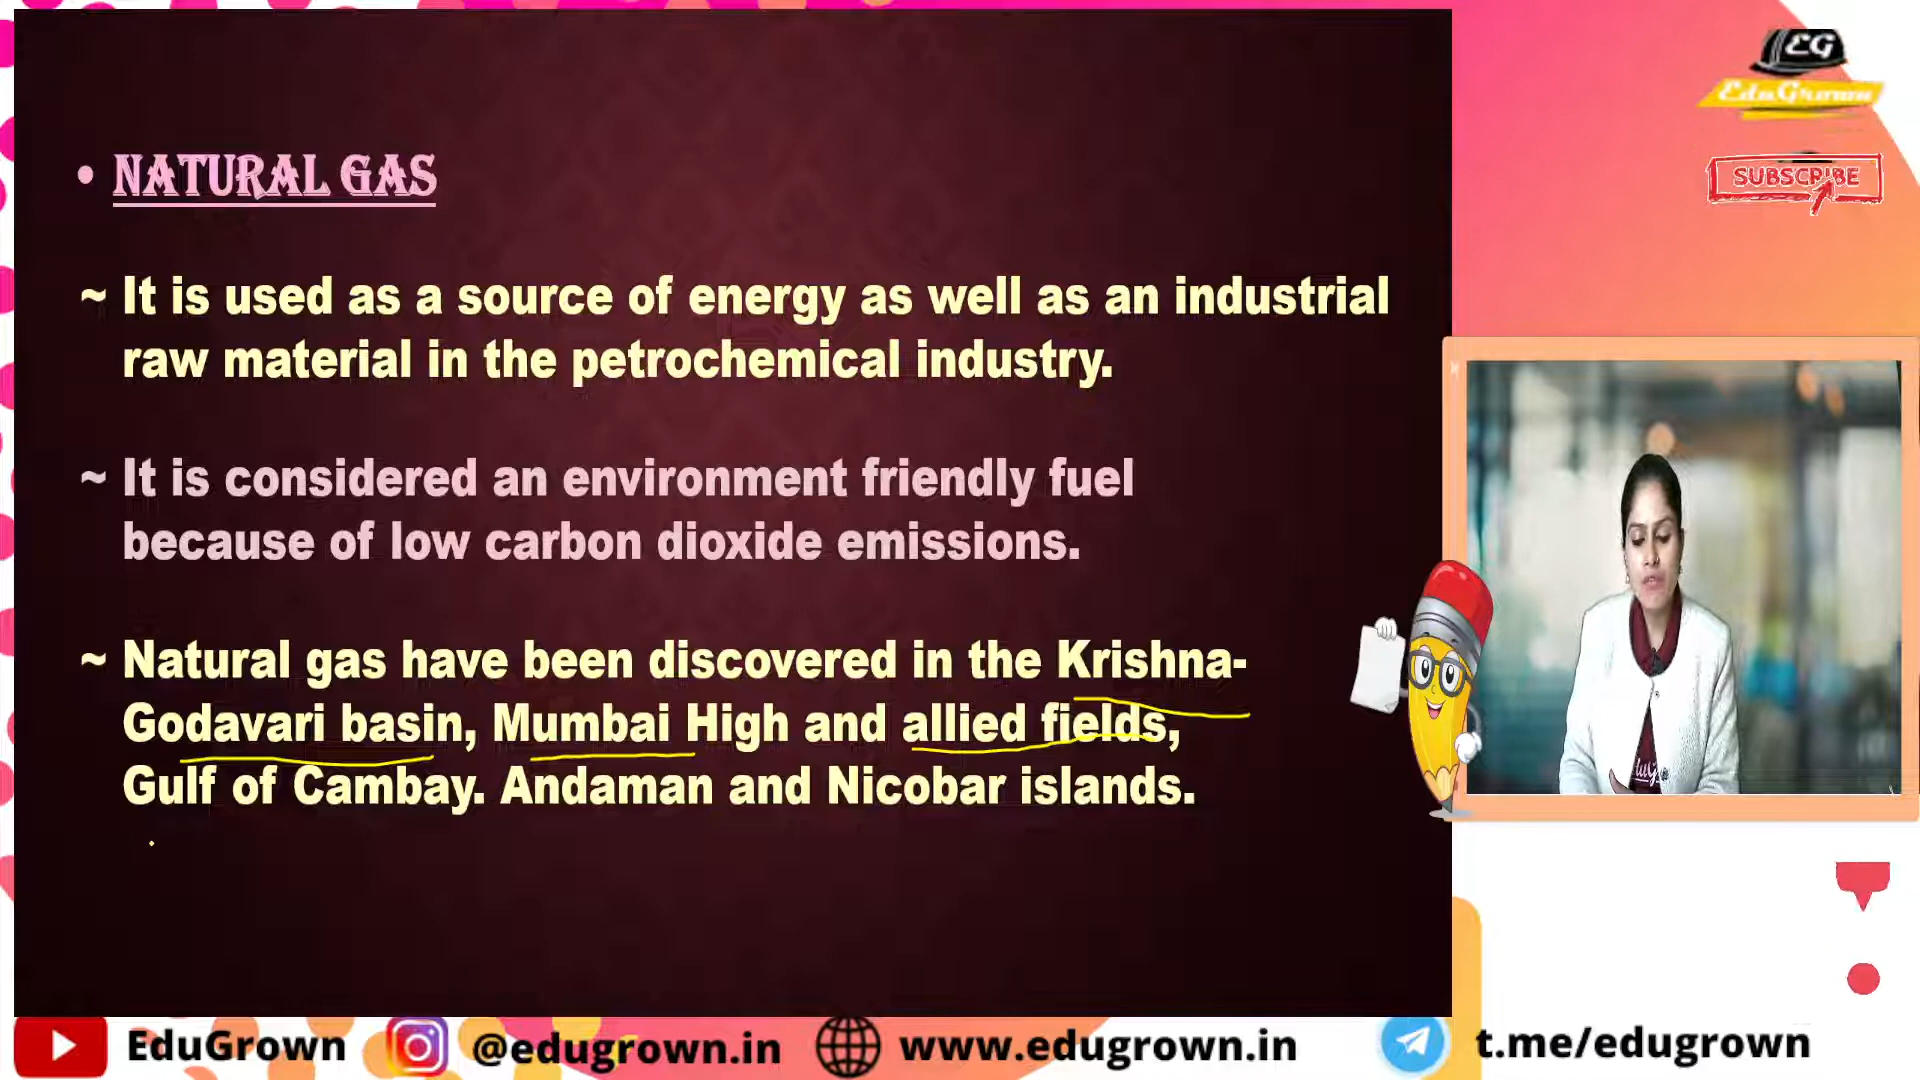 EG
EduGrown
SUBSCRIBE
• NATURAL GAS
~ It is used as a source of energy as well as an industrial
raw material in the petrochemical industry.
~ It is considered an environment friendly fuel
because of low carbon dioxide emissions.
~ Natural gas have been discovered in the Krishna-
Godavari basin, Mumbai High and allied fields,
Gulf of Cambay. Andaman and Nicobar islands.
EduGrown
@edugrown.in
www.edugrown.in
t.me/edugrown